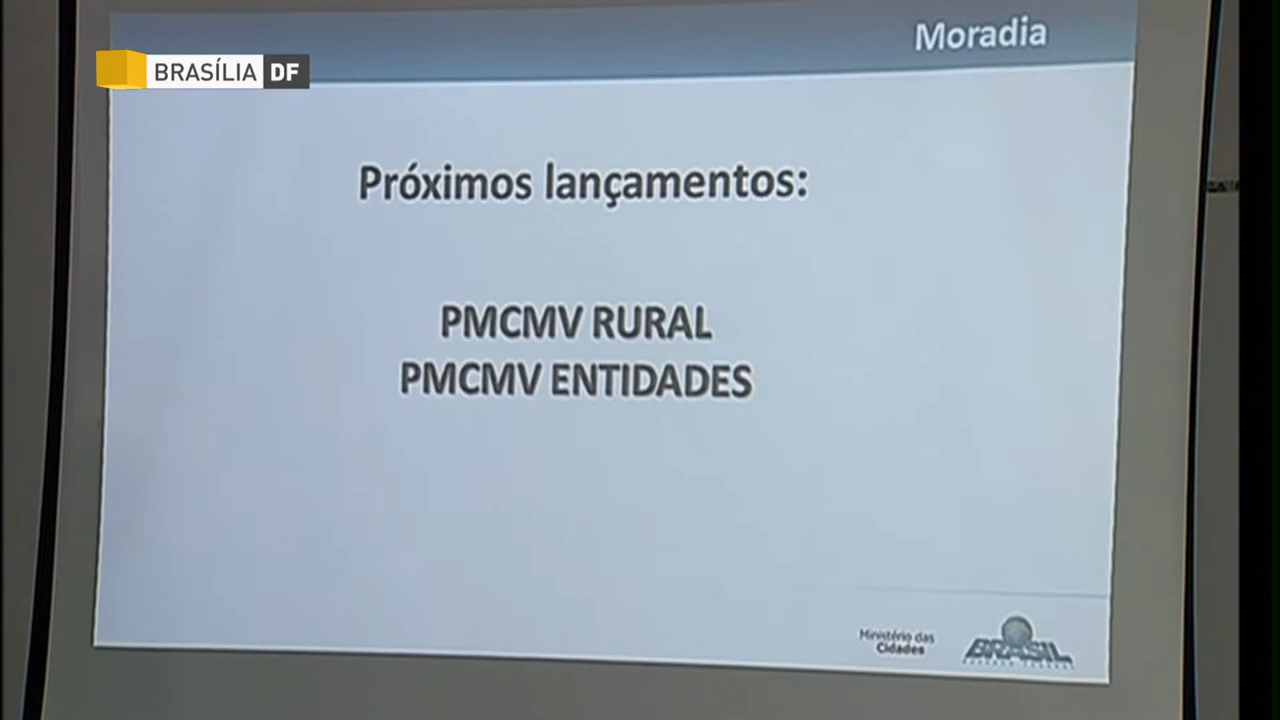 Moradia
BRASÍLIA DF
Próximos lançamentos:
PMCMV RURAL
PMCMV ENTIDADES
Ministério das
Cidades
BRASIL